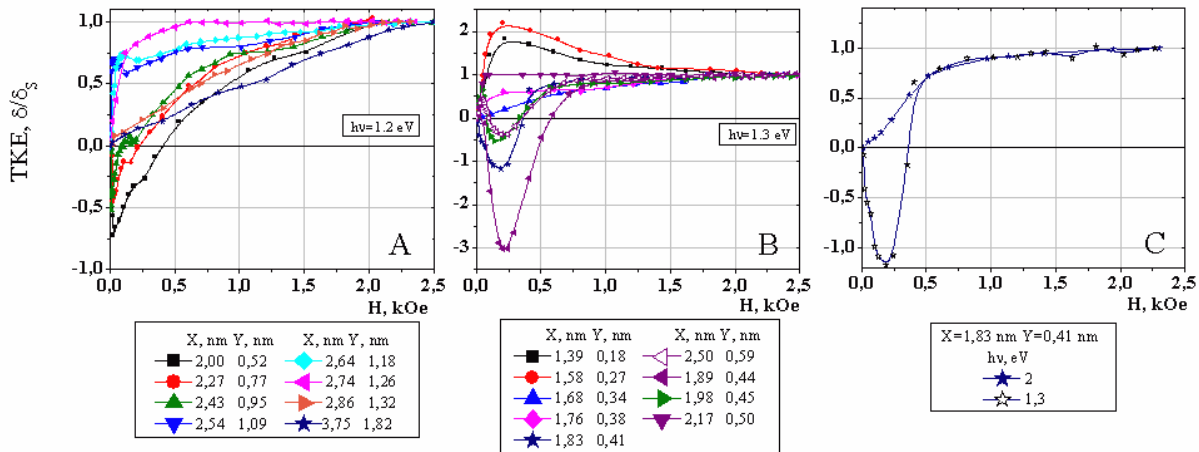 TKE, δ/δs
1,0
0,5
0,0
-0,5
-1,0
0,0 0,5 1,0 1,5 2,0 2,5
H, kOe
hν=1.2 eV
A
3
2
1
0
-1
-2
-3
0,0 0,5 1,0 1,5 2,0 2,5
H, kOe
hν=1.3 eV
B
1,0
0,5
0,0
-0,5
-1,0
0,0 0,5 1,0 1,5 2,0 2,5
H, kOe
C
X, nm Y, nm X, nm Y, nm
2,00 0,52 2,64 1,18
2,27 0,77 2,74 1,26
2,43 0,95 2,86 1,32
2,54 1,09 3,75 1,82
X, nm Y, nm X, nm Y, nm
1,39 0,18 2,50 0,59
1,58 0,27 1,89 0,44
1,68 0,34 1,98 0,45
1,76 0,38 2,17 0,50
1,83 0,41
X=1,83 nm Y=0,41 nm
hν, eV
2
1,3